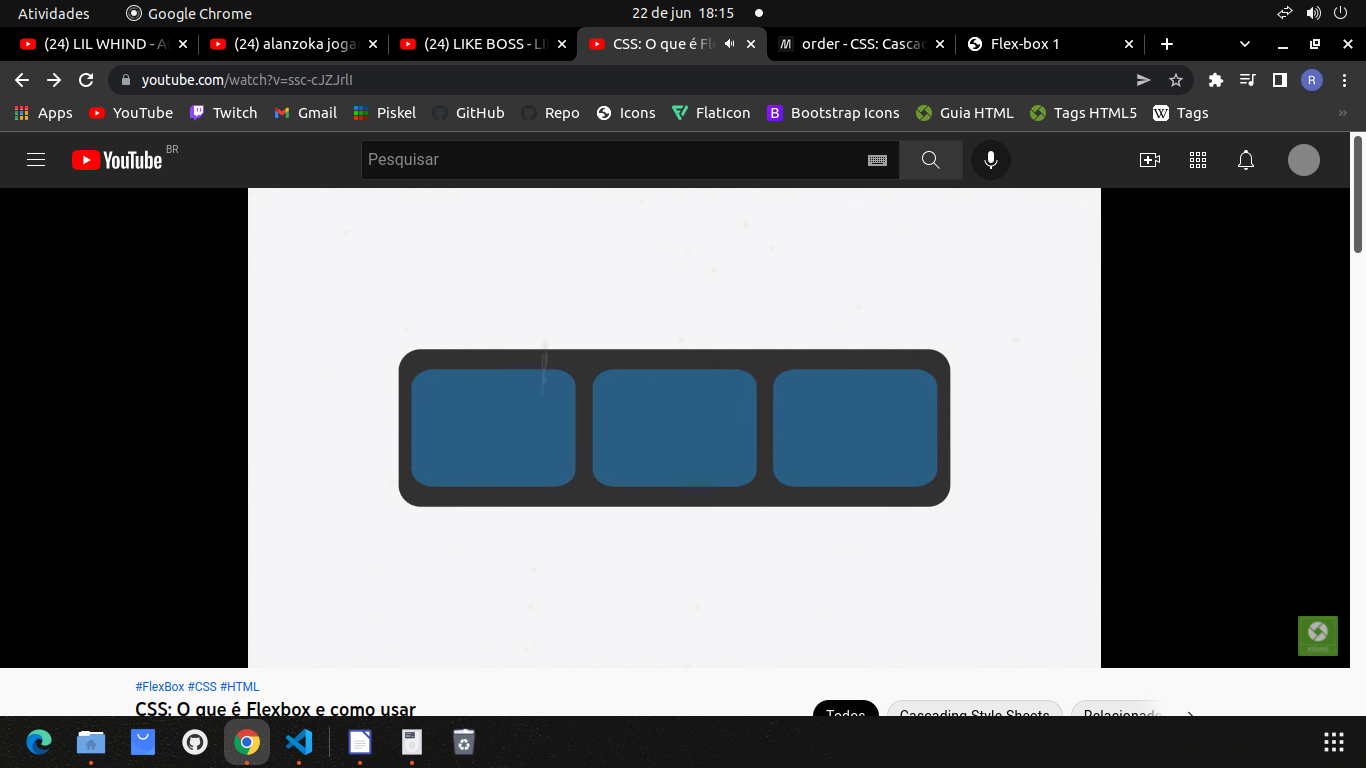 Atividades
Google Chrome
22 de jun 18:15
(24) LIL WHIND - A
(24) alanzoka joga
(24) LIKE BOSS - LI
CSS: O que é Fl
order - CSS: Casca
Flex-box 1
youtube.com/watch?v=ssc-cJZJrlI
R
Apps
YouTube
Twitch
Gmail
Piskel
GitHub
Repo
Icons
FlatIcon
B
Bootstrap Icons
Guia HTML
Tags HTML5
W
Tags
YouTube
BR
Pesquisar
#FlexBox #CSS #HTML
CSS: O que é Flexbox e como usar
Todos
Cascading Style Sheets
Relacionado